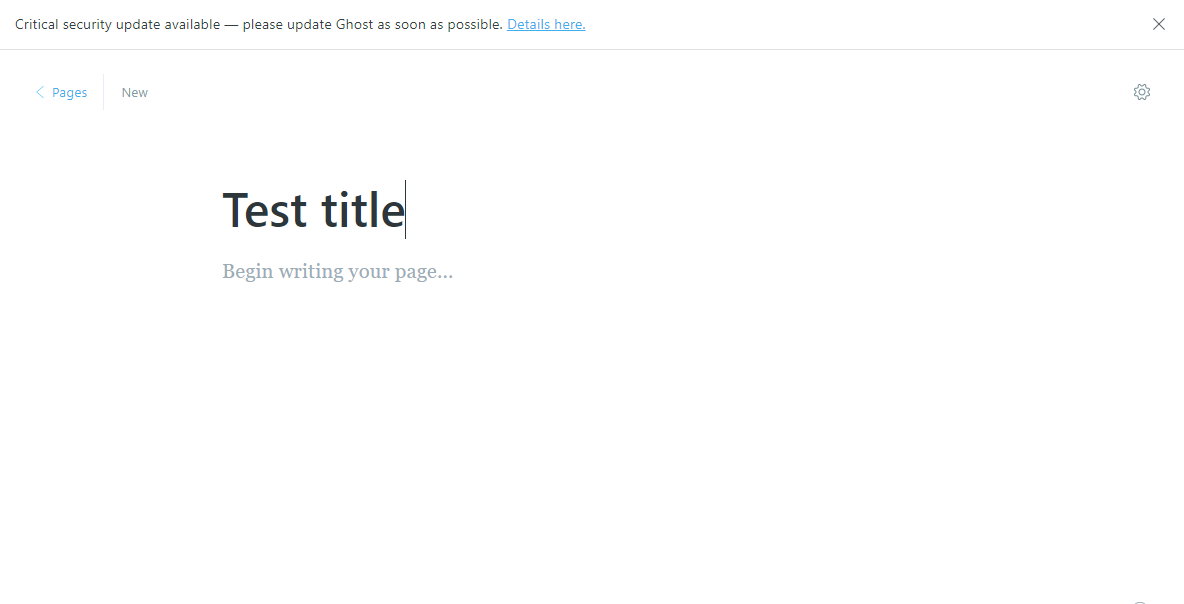 Critical security update available — please update Ghost as soon as possible. Details here.
Pages
New
Test title
Begin writing your page...